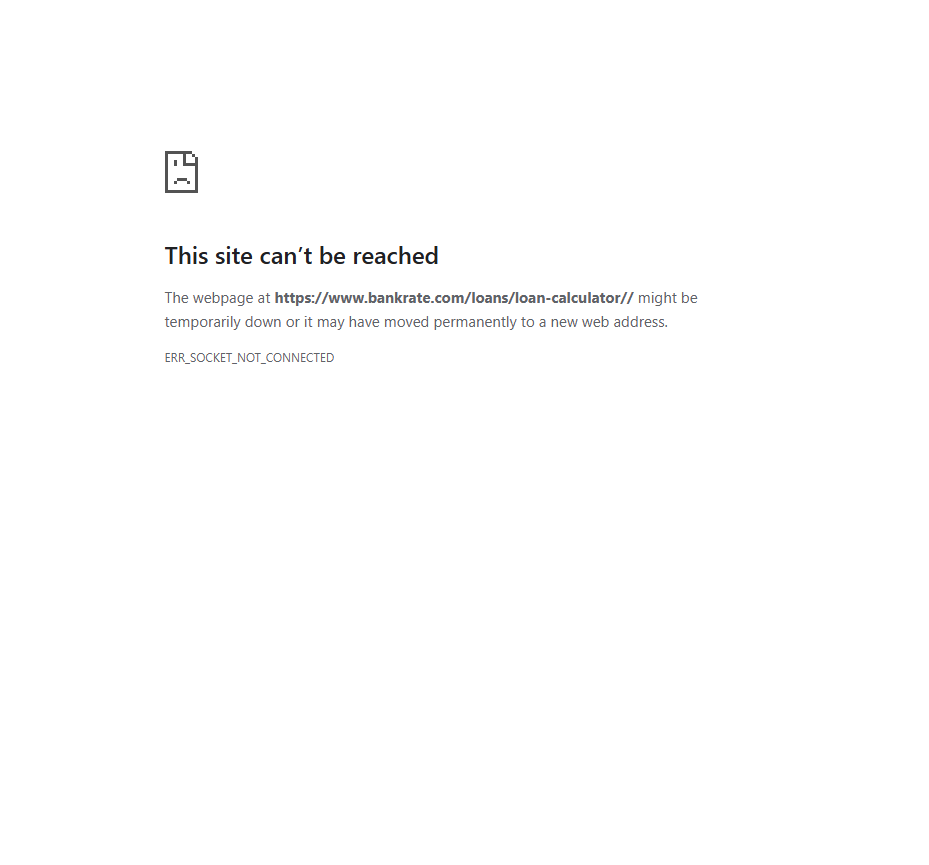 This site can’t be reached
The webpage at https://www.bankrate.com/loans/loan-calculator// might be
temporarily down or it may have moved permanently to a new web address.
ERR_SOCKET_NOT_CONNECTED